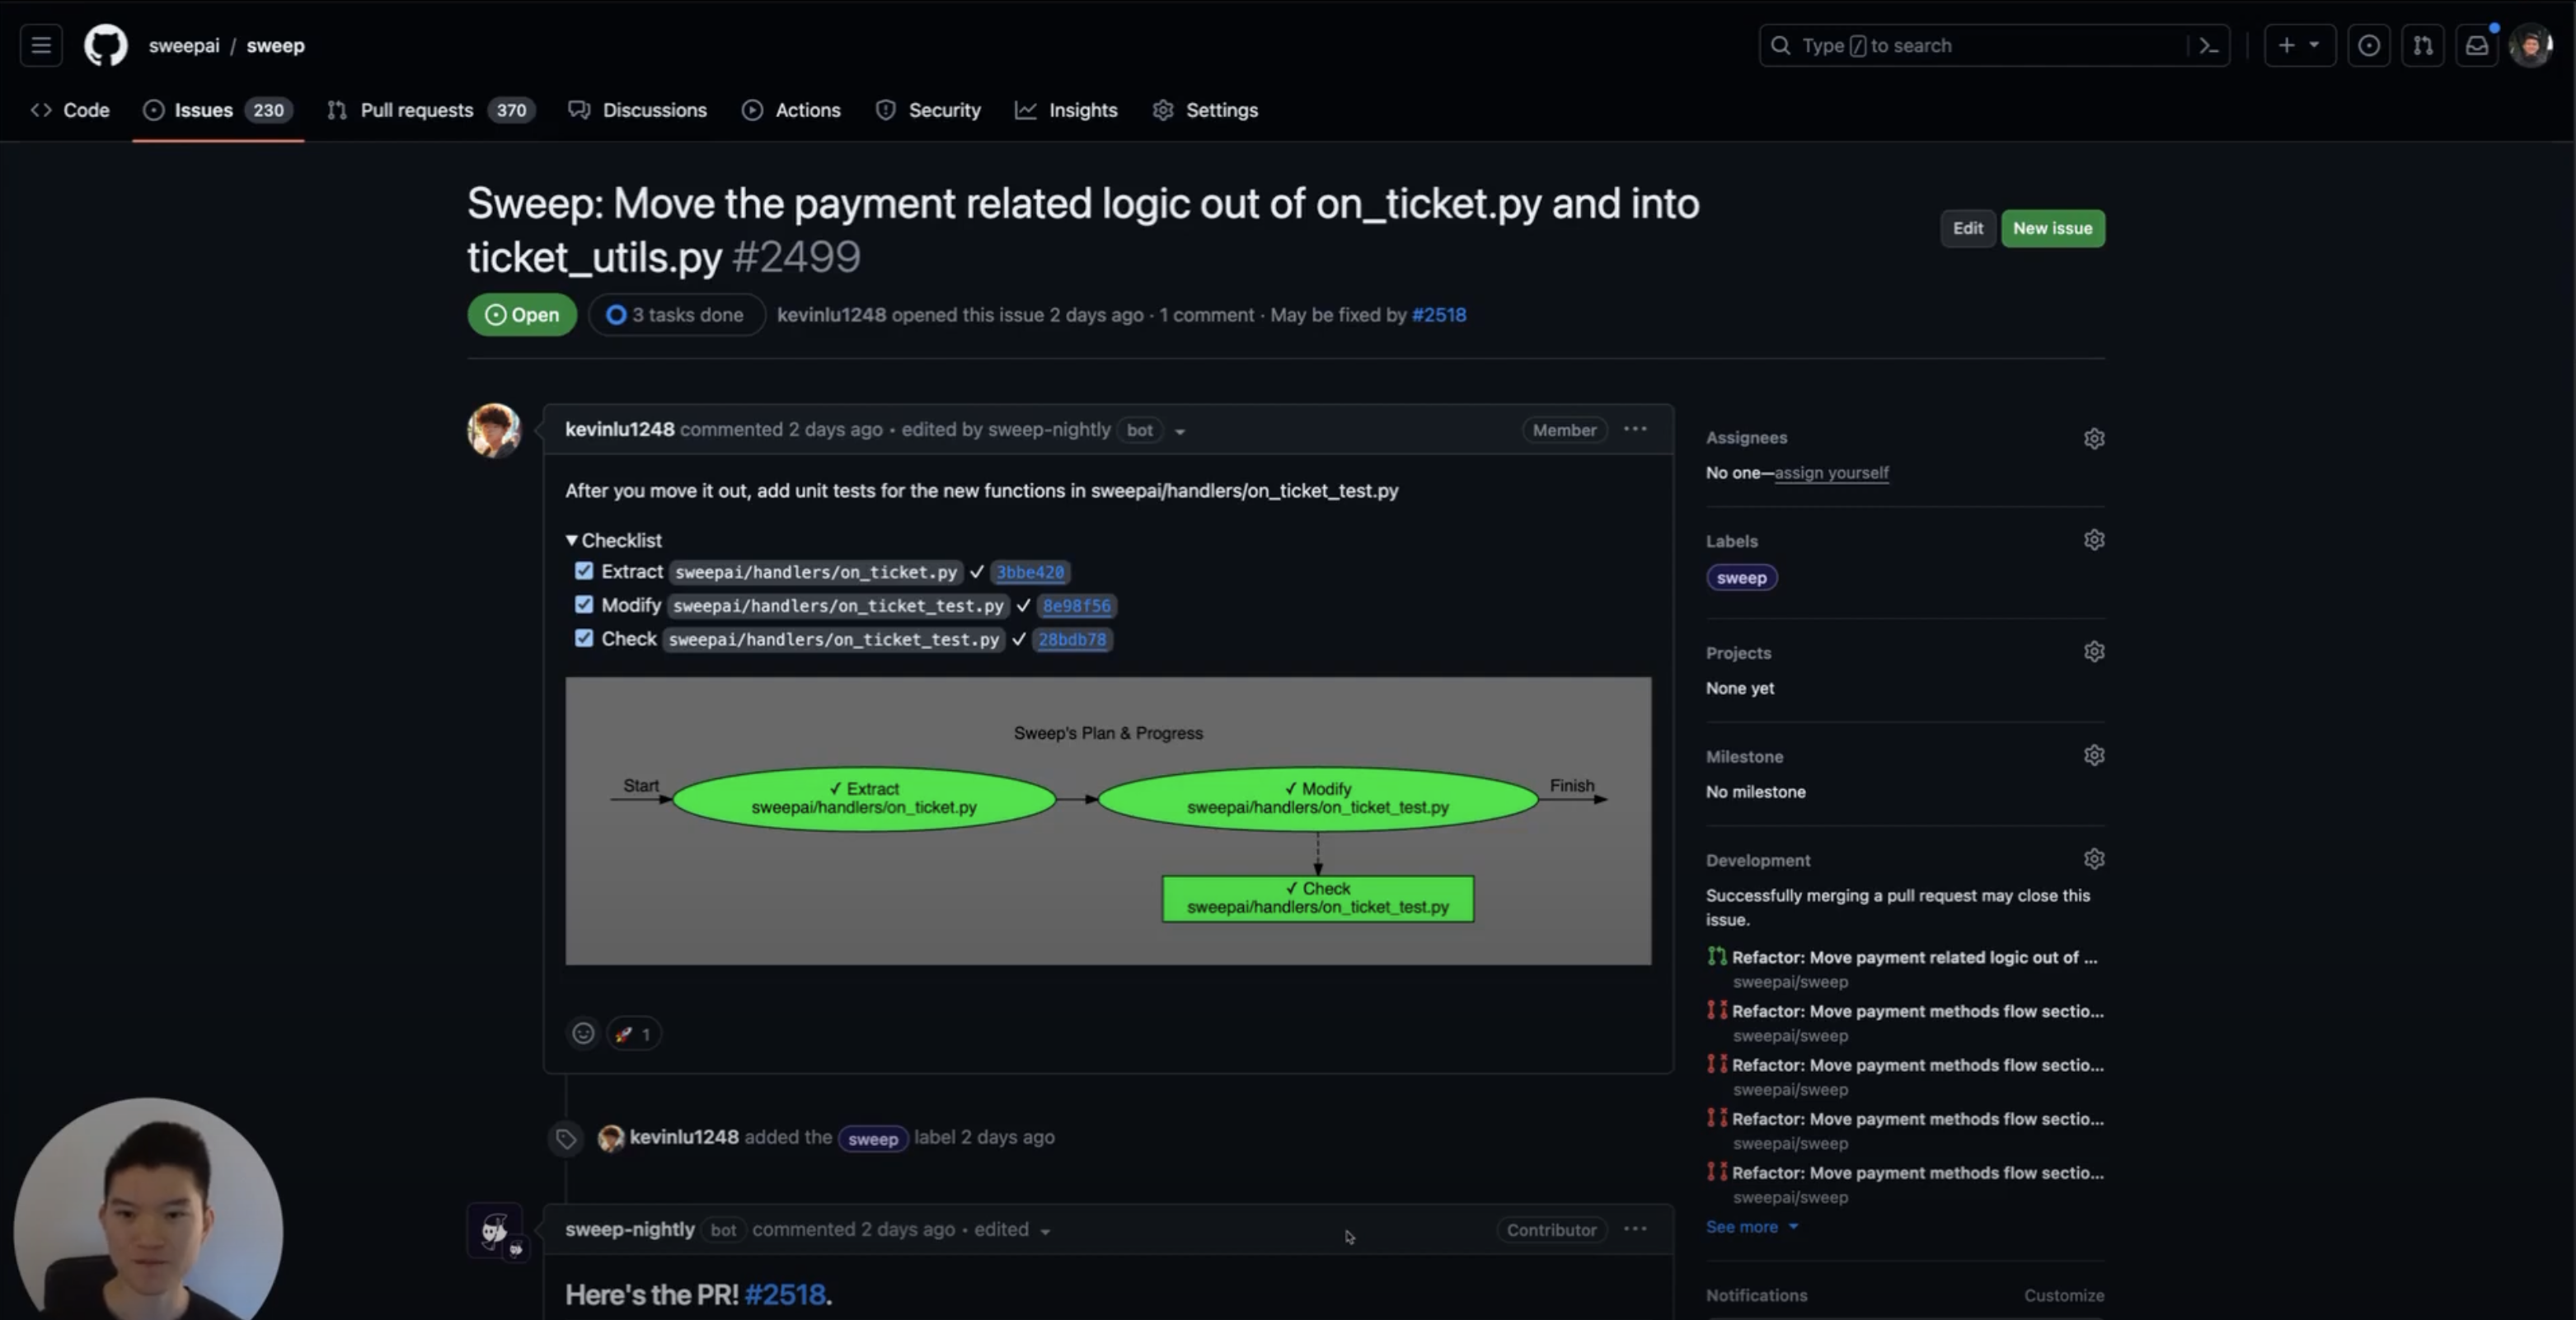 sweepai / sweep
Type / to search
Code
Issues 230
Pull requests 370
Discussions
Actions
Security
Insights
Settings
Sweep: Move the payment related logic out of on_ticket.py and into
ticket_utils.py #2499
Edit
New issue
Open
3 tasks done
kevinlu1248 opened this issue 2 days ago · 1 comment · May be fixed by #2518
kevinlu1248 commented 2 days ago • edited by sweep-nightly bot
Member
After you move it out, add unit tests for the new functions in sweepai/handlers/on_ticket_test.py
▼ Checklist
Extract sweepai/handlers/on_ticket.py ✓ 3bbe420
Modify sweepai/handlers/on_ticket_test.py ✓ 8e98f56
Check sweepai/handlers/on_ticket_test.py ✓ 28bdb78
Sweep's Plan & Progress
Start
✓ Extract
sweepai/handlers/on_ticket.py
✓ Modify
sweepai/handlers/on_ticket_test.py
Finish
✓ Check
sweepai/handlers/on_ticket_test.py
🚀 1
kevinlu1248 added the sweep label 2 days ago
sweep-nightly bot commented 2 days ago • edited
Contributor
Here's the PR! #2518.
Assignees
No one—assign yourself
Labels
sweep
Projects
None yet
Milestone
No milestone
Development
Successfully merging a pull request may close this
issue.
Refactor: Move payment related logic out of ...
sweepai/sweep
Refactor: Move payment methods flow sectio...
sweepai/sweep
Refactor: Move payment methods flow sectio...
sweepai/sweep
Refactor: Move payment methods flow sectio...
sweepai/sweep
Refactor: Move payment methods flow sectio...
sweepai/sweep
See more
Notifications
Customize